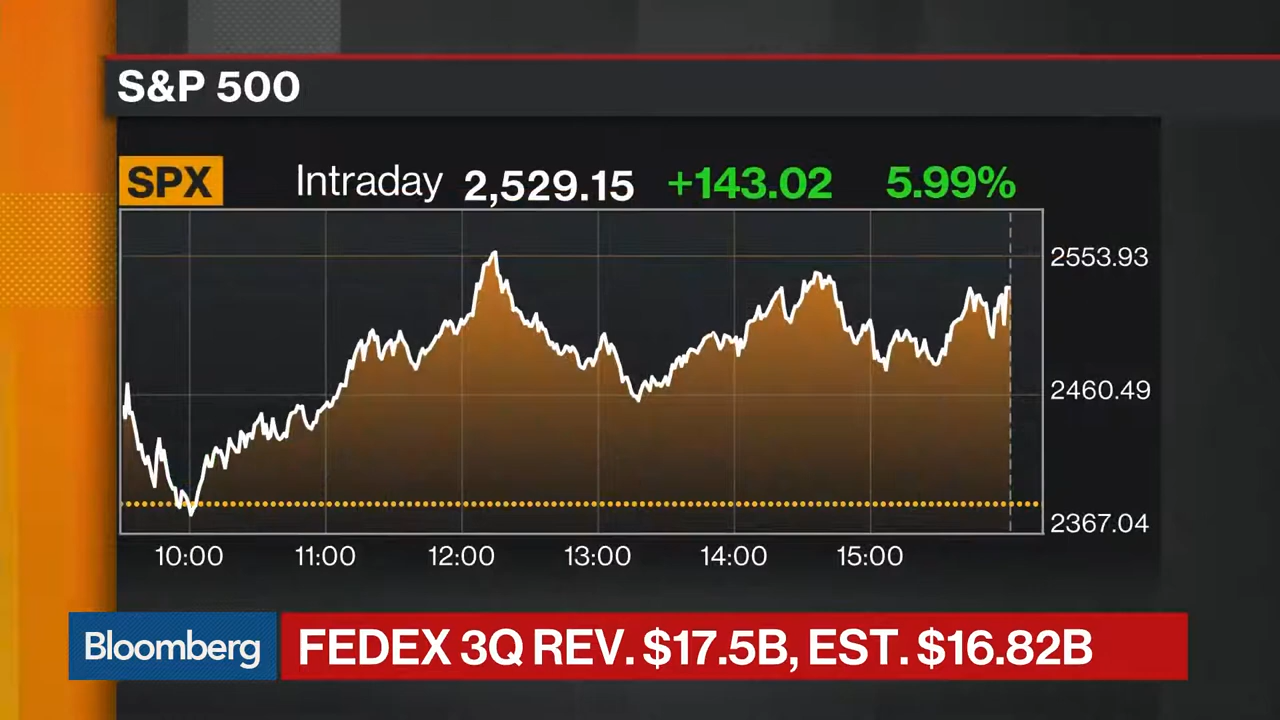 S&P 500
SPX Intraday 2,529.15 +143.02 5.99%
2553.93
2460.49
2367.04
10:00 11:00 12:00 13:00 14:00 15:00
Bloomberg FEDEX 3Q REV. $17.5B, EST. $16.82B